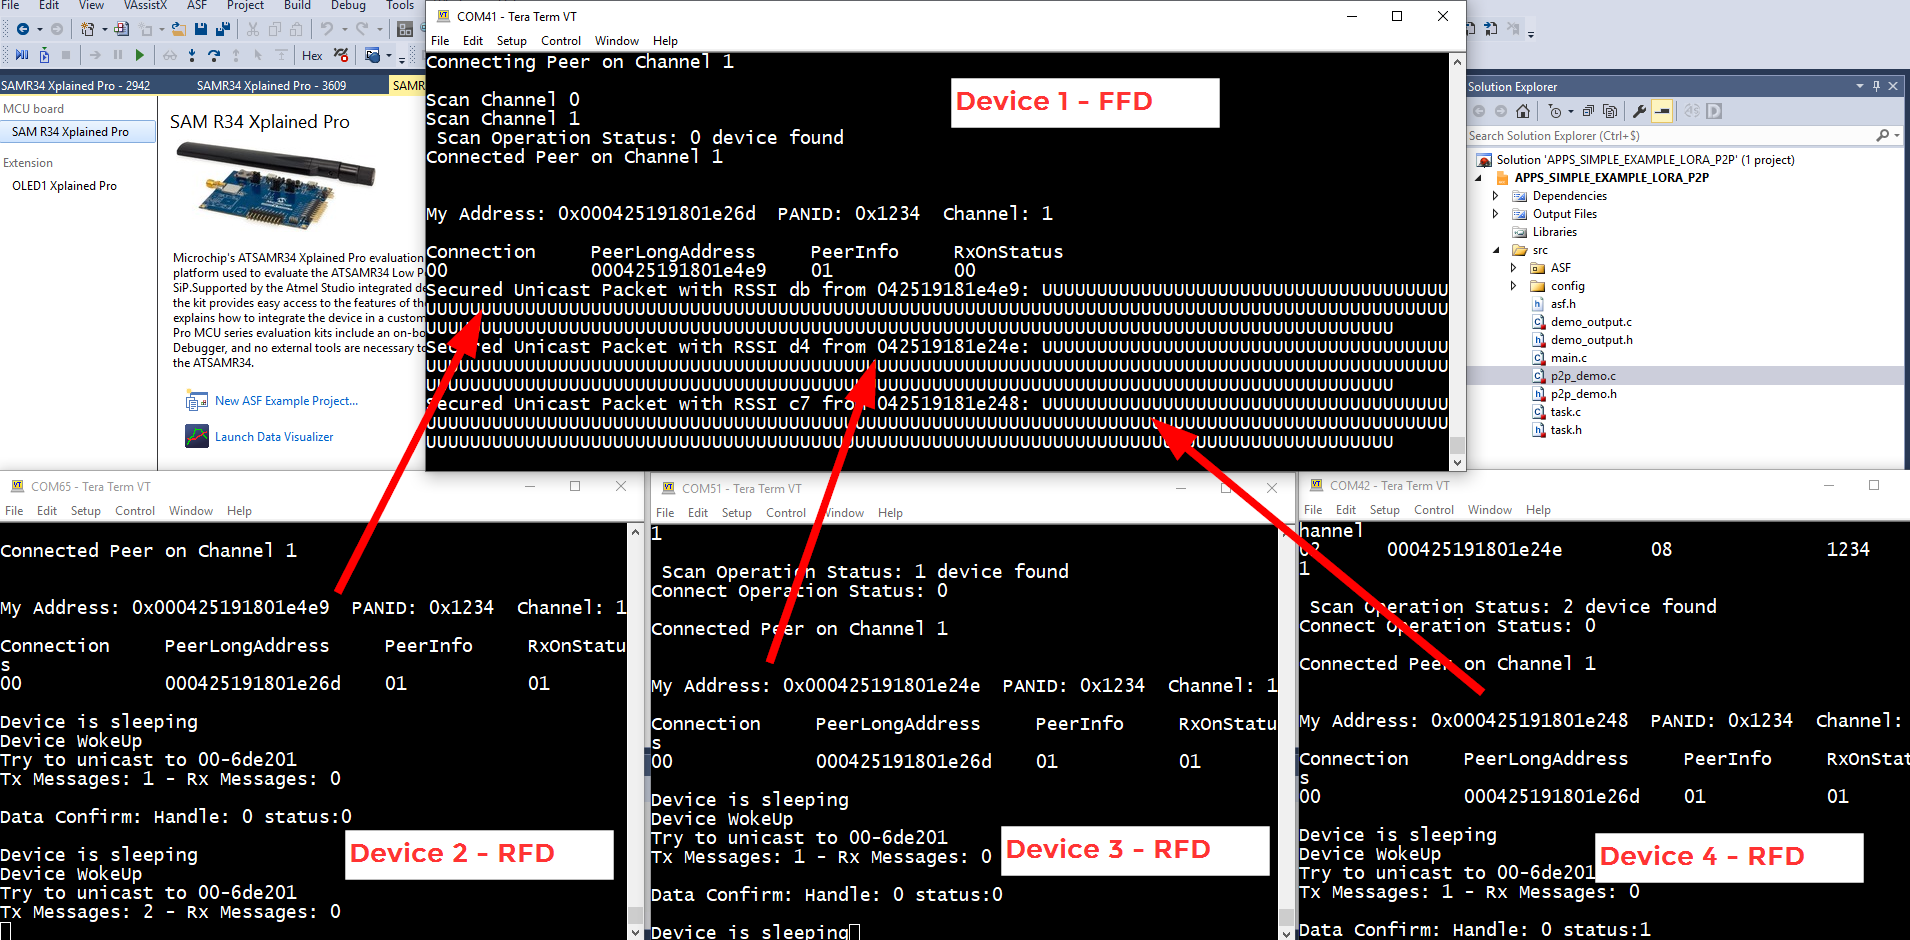 File Edit View VAssistX ASF Project Build Debug Tools
Hex
SAMR34 Xplained Pro - 2942 SAMR34 Xplained Pro - 3609 SAMR
MCU board
SAM R34 Xplained Pro
Extension
OLED1 Xplained Pro
SAM R34 Xplained Pro
Microchip's ATSAMR34 Xplained Pro evaluation
platform used to evaluate the ATSAMR34 Low P
SiP.Supported by the Atmel Studio integrated de
the kit provides easy access to the features of the
explains how to integrate the device in a custom
Pro MCU series evaluation kits include an on-bo
Debugger, and no external tools are necessary to
the ATSAMR34.
New ASF Example Project...
Launch Data Visualizer
COM41 - Tera Term VT
File Edit Setup Control Window Help
Connecting Peer on Channel 1
Device 1 - FFD
Scan Channel 0
Scan Channel 1
Scan Operation Status: 0 device found
Connected Peer on Channel 1
My Address: 0x000425191801e26d PANID: 0x1234 Channel: 1
Connection PeerLongAddress PeerInfo RxOnStatus
00 000425191801e4e9 01 00
Secured Unicast Packet with RSSI db from 042519181e4e9: UUUUUUUUUUUUUUUUUUUUUUUUUUUUUUUUUUUUU
UUUUUUUUUUUUUUUUUUUUUUUUUUUUUUUUUUUUUUUUUUUUUUUUUUUUUUUUUUUUUUUUUUUUUUUUUUUUUUUUUUUUUUUUUUUUU
UUUUUUUUUUUUUUUUUUUUUUUUUUUUUUUUUUUUUUUUUUUUUUUUUUUUUUUUUUUUUUUUUUUUUUUUUUUUUUUUUUUUUUUU
Secured Unicast Packet with RSSI d4 from 042519181e24e: UUUUUUUUUUUUUUUUUUUUUUUUUUUUUUUUUUUUU
UUUUUUUUUUUUUUUUUUUUUUUUUUUUUUUUUUUUUUUUUUUUUUUUUUUUUUUUUUUUUUUUUUUUUUUUUUUUUUUUUUUUUUUUUUUUU
UUUUUUUUUUUUUUUUUUUUUUUUUUUUUUUUUUUUUUUUUUUUUUUUUUUUUUUUUUUUUUUUUUUUUUUUUUUUUUUUUUUUUUUU
Secured Unicast Packet with RSSI c7 from 042519181e248: UUUUUUUUUUUUUUUUUUUUUUUUUUUUUUUUUUUUU
UUUUUUUUUUUUUUUUUUUUUUUUUUUUUUUUUUUUUUUUUUUUUUUUUUUUUUUUUUUUUUUUUUUUUUUUUUUUUUUUUUUUUUUUUUUUU
UUUUUUUUUUUUUUUUUUUUUUUUUUUUUUUUUUUUUUUUUUUUUUUUUUUUUUUUUUUUUUUUUUUUUUUUUUUUUUUUUUUUUUUU
Solution Explorer
Search Solution Explorer (Ctrl+$)
Solution 'APPS_SIMPLE_EXAMPLE_LORA_P2P' (1 project)
APPS_SIMPLE_EXAMPLE_LORA_P2P
Dependencies
Output Files
Libraries
src
ASF
config
asf.h
demo_output.c
demo_output.h
main.c
p2p_demo.c
p2p_demo.h
task.c
task.h
COM65 - Tera Term VT
File Edit Setup Control Window Help
Connected Peer on Channel 1
My Address: 0x000425191801e4e9 PANID: 0x1234 Channel: 1
Connection PeerLongAddress PeerInfo RxOnStatu
s
00 000425191801e26d 01 01
Device is sleeping
Device WokeUp
Try to unicast to 00-6de201
Tx Messages: 1 - Rx Messages: 0
Data Confirm: Handle: 0 status:0
Device 2 - RFD
Device is sleeping
Device WokeUp
Try to unicast to 00-6de201
Tx Messages: 2 - Rx Messages: 0
COM51 - Tera Term VT
File Edit Setup Control Window Help
1
Scan Operation Status: 1 device found
Connect Operation Status: 0
Connected Peer on Channel 1
My Address: 0x000425191801e24e PANID: 0x1234 Channel: 1
Connection PeerLongAddress PeerInfo RxOnStatu
s
00 000425191801e26d 01 01
Device is sleeping
Device WokeUp
Try to unicast to 00-6de201
Tx Messages: 1 - Rx Messages: 0
Device 3 - RFD
Data Confirm: Handle: 0 status:0
Device is sleeping
COM42 - Tera Term VT
File Edit Setup Control Window Help
hannel
02 000425191801e24e 08 1234
1
Scan Operation Status: 2 device found
Connect Operation Status: 0
Connected Peer on Channel 1
My Address: 0x000425191801e248 PANID: 0x1234 Channel:
Connection PeerLongAddress PeerInfo RxOnStat
s
00 000425191801e26d 01 01
Device is sleeping
Device WokeUp
Try to unicast to 00-6de201
Device 4 - RFD
Tx Messages: 1 - Rx Messages: 0
Data Confirm: Handle: 0 status:1